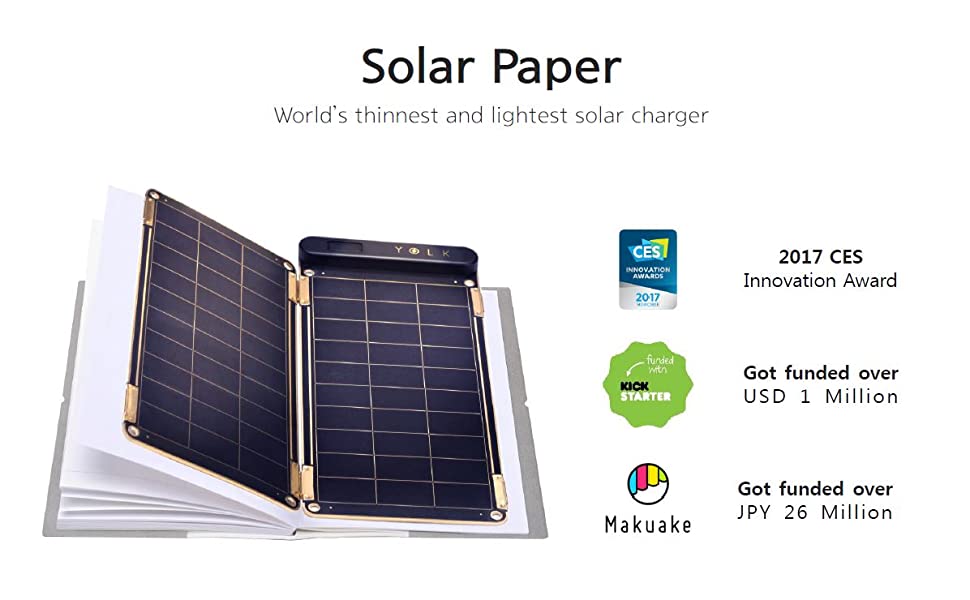 Solar Paper
World's thinnest and lightest solar charger
YOLK
CES
INNOVATION
AWARDS
2017
2017 CES
Innovation Award
funded
with
KICK
STARTER
Got funded over
USD 1 Million
Makuake
Got funded over
JPY 26 Million